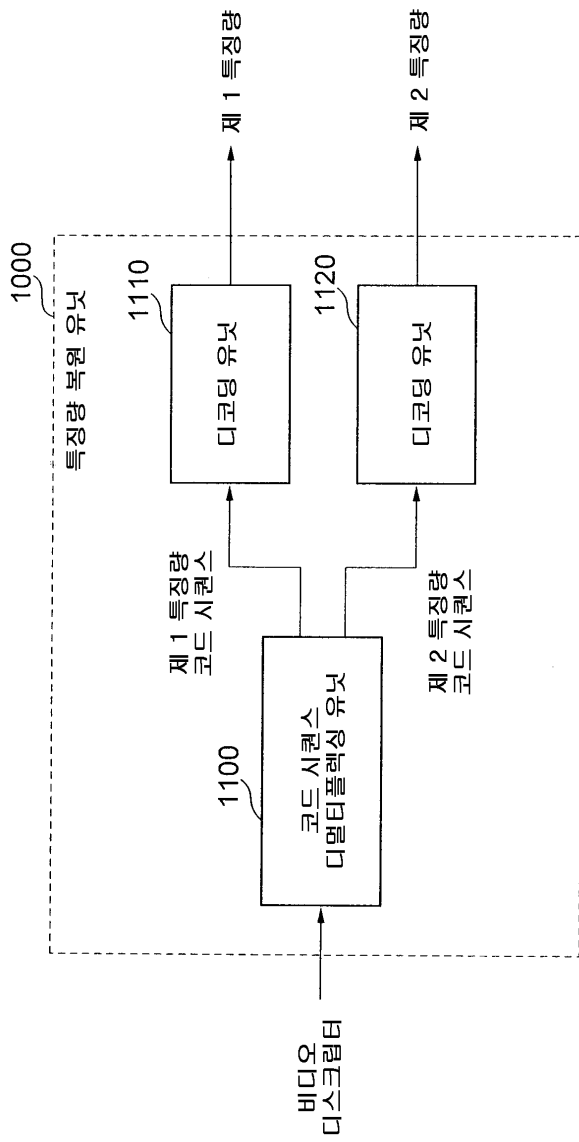 1000
특징량 복원 유닛
비디오
디스크립터
1100
코드 시퀀스
디멀티플렉싱 유닛
제 1 특징량
코드 시퀀스
1110
디코딩 유닛
제 1 특징량
제 2 특징량
코드 시퀀스
1120
디코딩 유닛
제 2 특징량